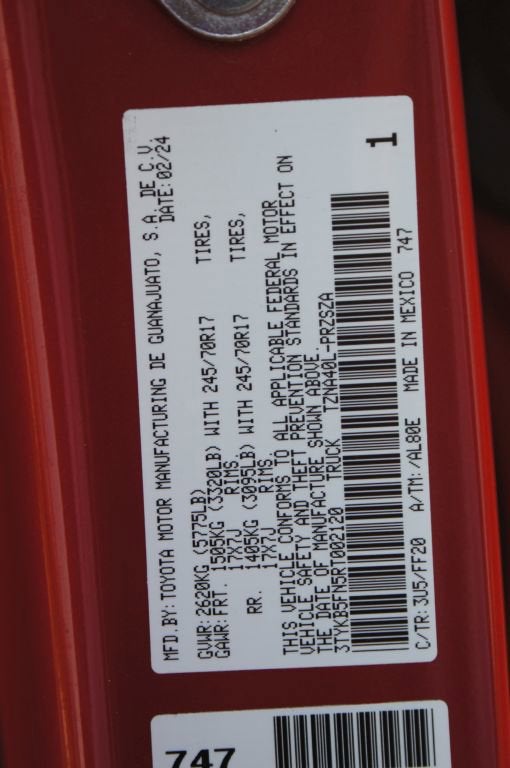 MFD. BY: TOYOTA MOTOR MANUFACTURING DE GUANAJUATO, S.A. DE C.V.
DATE: 02/24
GVWR: 2620KG (5775LB)
GAWR: FRT. 1505KG (3320LB) WITH 245/70R17 TIRES,
17X7J RIMS,
RR. 1405KG (3095LB) WITH 245/70R17 TIRES,
17X7J RIMS,
THIS VEHICLE CONFORMS TO ALL APPLICABLE FEDERAL MOTOR
VEHICLE SAFETY AND THEFT PREVENTION STANDARDS IN EFFECT ON
THE DATE OF MANUFACTURE SHOWN ABOVE.
3TYKB5FN5RT002120 TRUCK TZNA40L-PRZSZA
1
C/TR: 3U5/FF20 A/TM: /AL80E MADE IN MEXICO 747
747